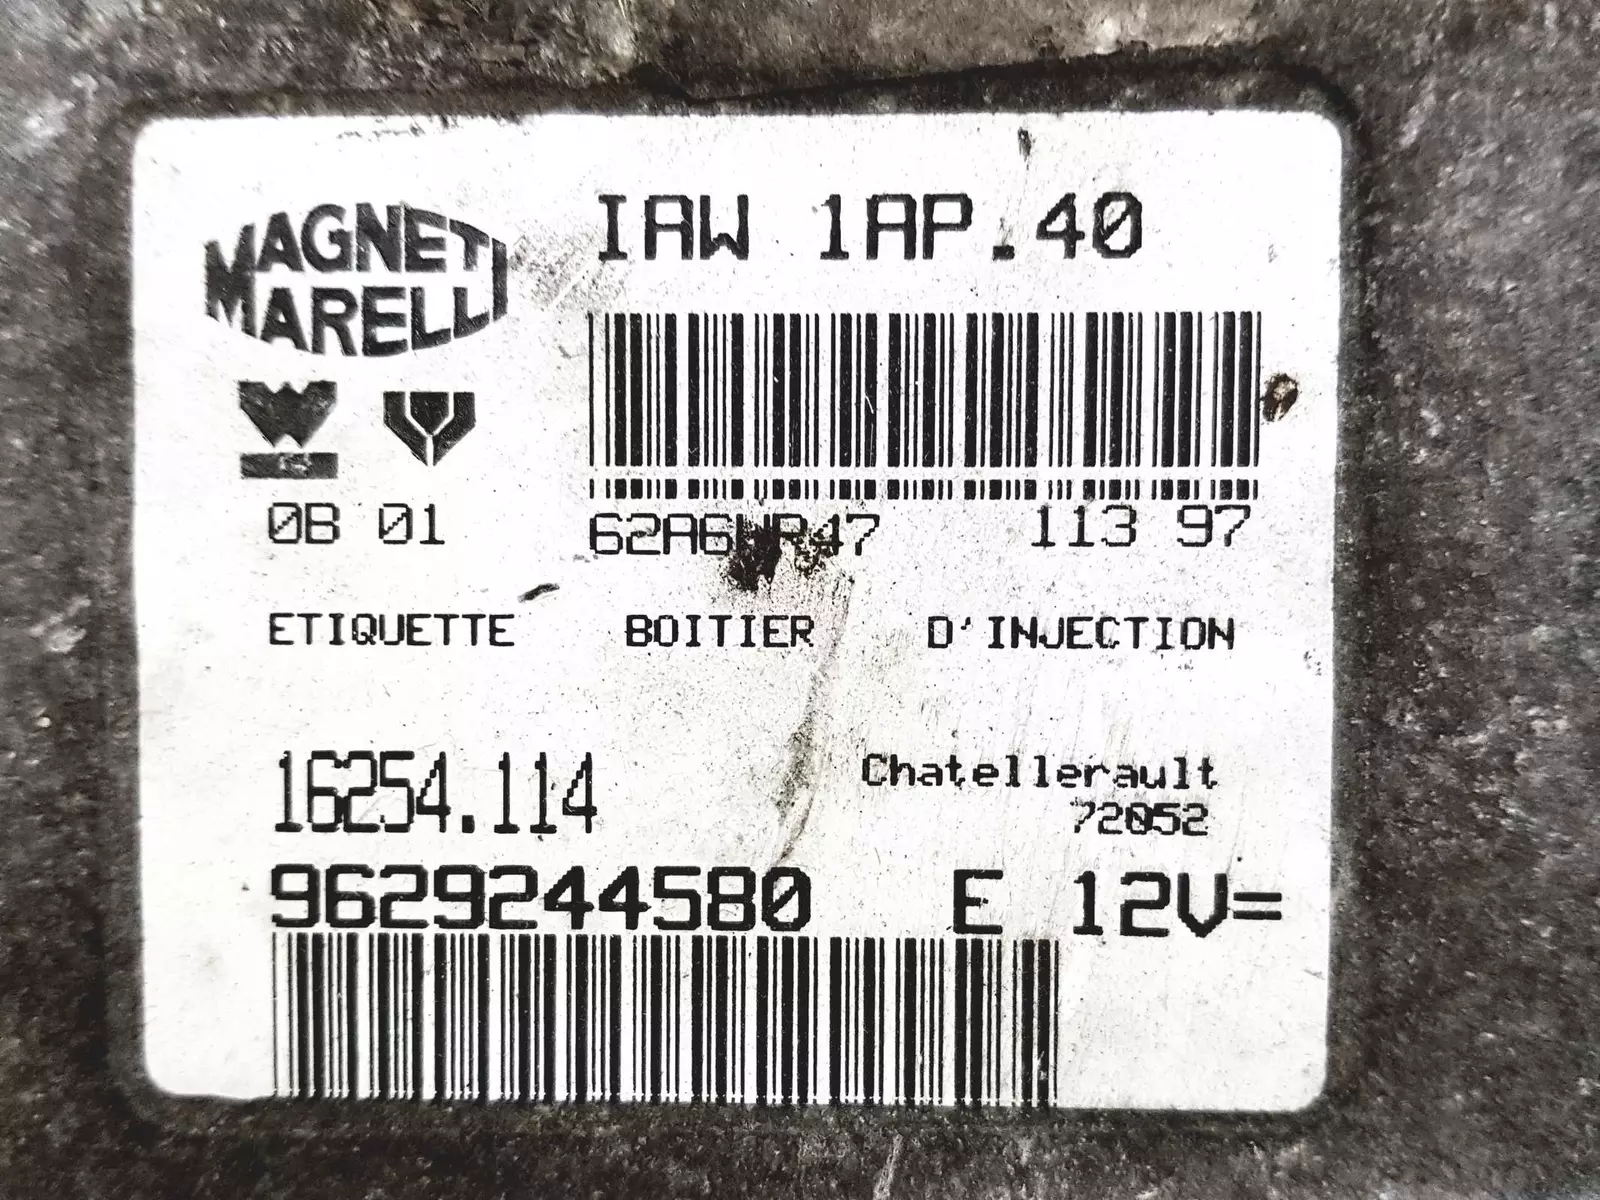 MAGNETI
MARELLI
IAW 1AP.40
0B 01
113 97
ETIQUETTE BOITIER D'INJECTION
16254.114
Chatellerault
72052
9629244580 E 12V=